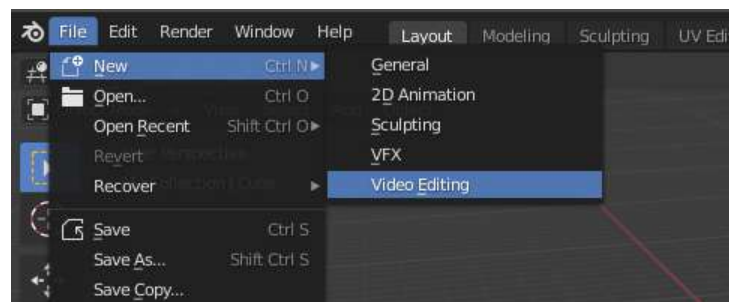 File Edit Render Window Help Layout Modeling Sculpting UV Edi
New Ctrl N
Open... Ctrl O
Open Recent Shift Ctrl O
Revert
Recover
Save Ctrl S
Save As... Shift Ctrl S
Save Copy...
General
2D Animation
Sculpting
VFX
Video Editing